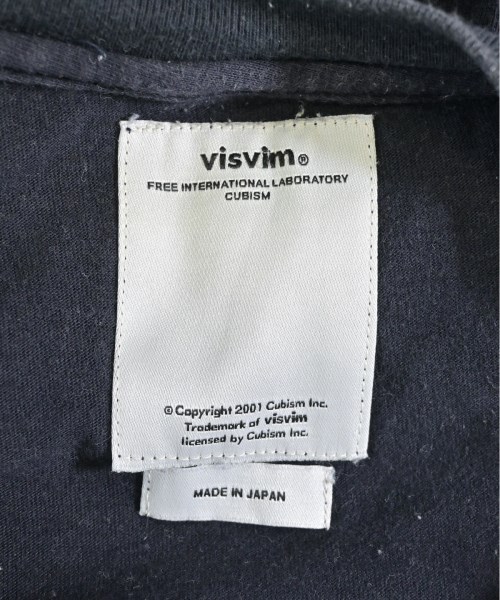 visvim®
FREE INTERNATIONAL LABORATORY
CUBISM
© Copyright 2001 Cubism Inc.
Trademark of visvim
licensed by Cubism Inc.
MADE IN JAPAN